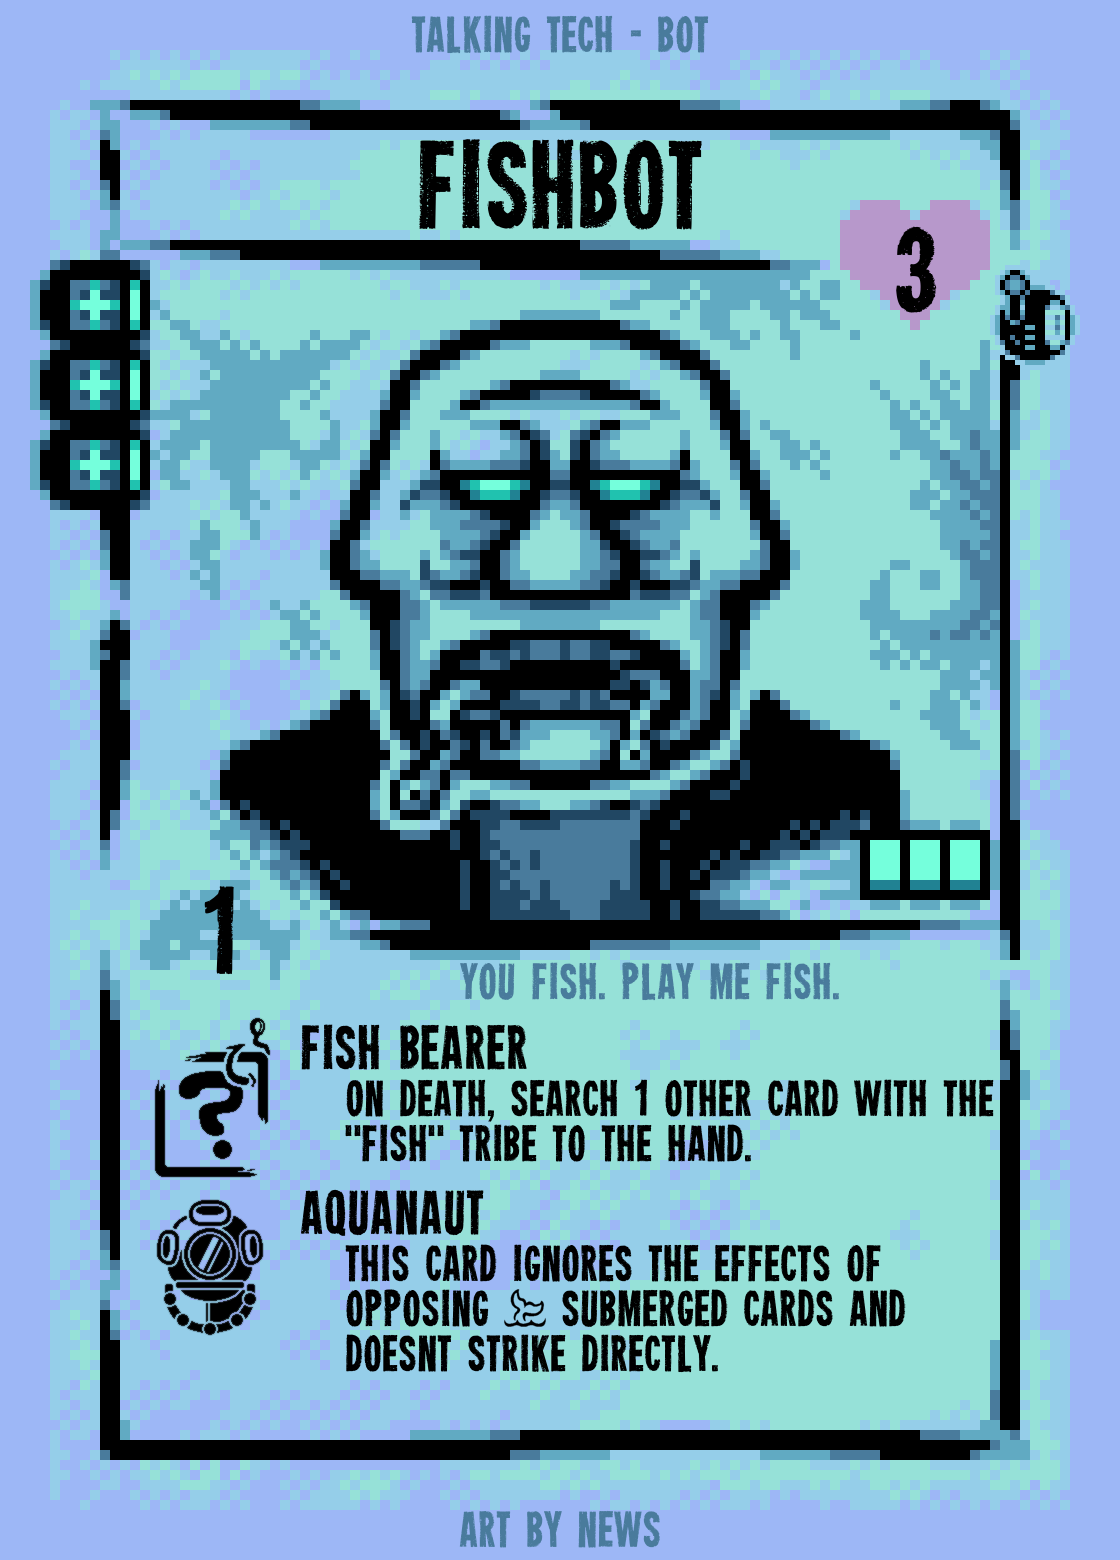 TALKING TECH - BOT
FISHBOT
3
1
YOU FISH. PLAY ME FISH.
FISH BEARER
ON DEATH, SEARCH 1 OTHER CARD WITH THE
"FISH" TRIBE TO THE HAND.
?
AQUANAUT
THIS CARD IGNORES THE EFFECTS OF
OPPOSING SUBMERGED CARDS AND
DOESNT STRIKE DIRECTLY.
ART BY NEWS